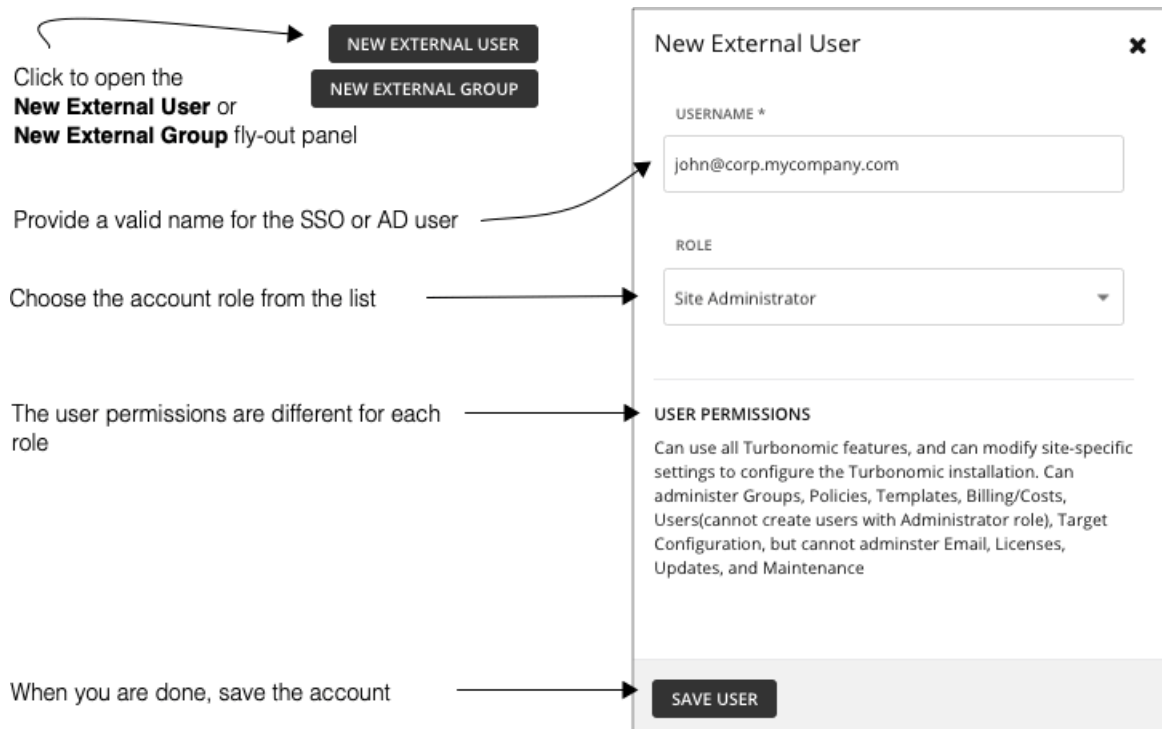 NEW EXTERNAL USER
NEW EXTERNAL GROUP
Click to open the
New External User or
New External Group fly-out panel
Provide a valid name for the SSO or AD user
Choose the account role from the list
The user permissions are different for each
role
When you are done, save the account
New External User
USERNAME *
john@corp.mycompany.com
ROLE
Site Administrator
USER PERMISSIONS
Can use all Turbonomic features, and can modify site-specific
settings to configure the Turbonomic installation. Can
administer Groups, Policies, Templates, Billing/Costs,
Users(cannot create users with Administrator role), Target
Configuration, but cannot adminster Email, Licenses,
Updates, and Maintenance
SAVE USER